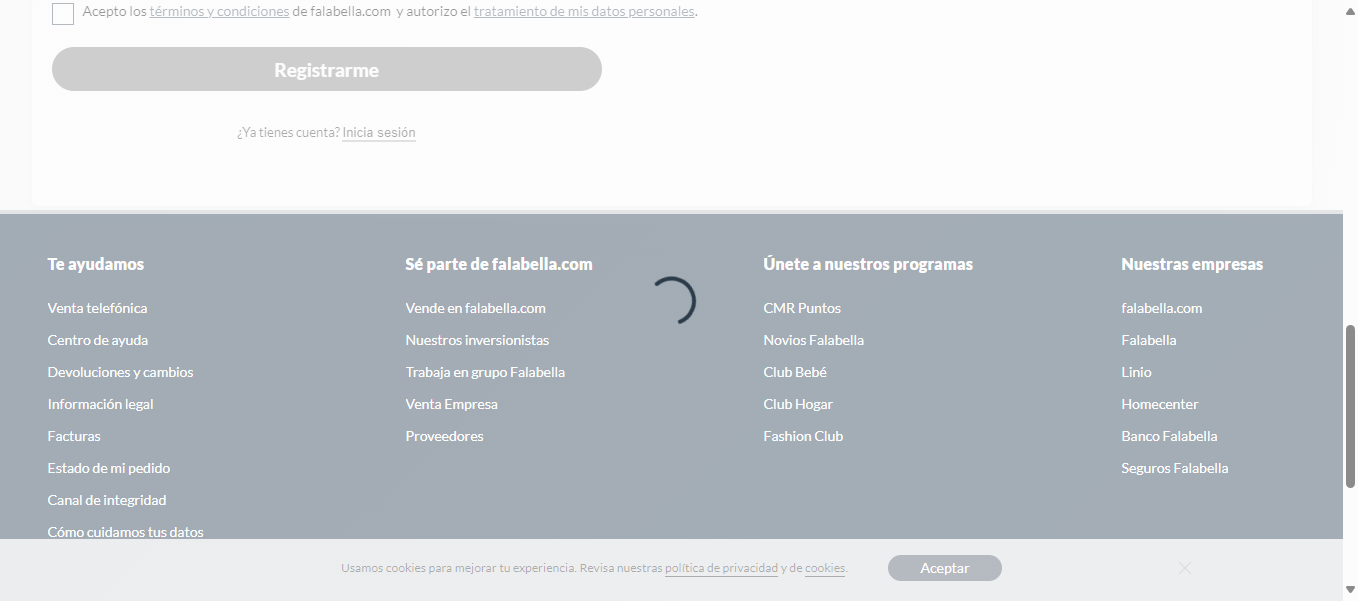 Acepto los términos y condiciones de falabella.com y autorizo el tratamiento de mis datos personales.
Registrarme
¿Ya tienes cuenta? Inicia sesión
Te ayudamos
Venta telefónica
Centro de ayuda
Devoluciones y cambios
Información legal
Facturas
Estado de mi pedido
Canal de integridad
Cómo cuidamos tus datos
Sé parte de falabella.com
Vende en falabella.com
Nuestros inversionistas
Trabaja en grupo Falabella
Venta Empresa
Proveedores
Únete a nuestros programas
CMR Puntos
Novios Falabella
Club Bebé
Club Hogar
Fashion Club
Nuestras empresas
falabella.com
Falabella
Linio
Homecenter
Banco Falabella
Seguros Falabella
Usamos cookies para mejorar tu experiencia. Revisa nuestras política de privacidad y de cookies.
Aceptar